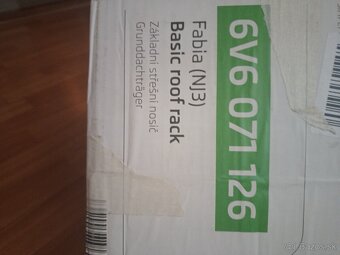 6V6 071 126
Fabia (NJ3)
Basic roof rack
Základní střešní nosič
Grunddachträger